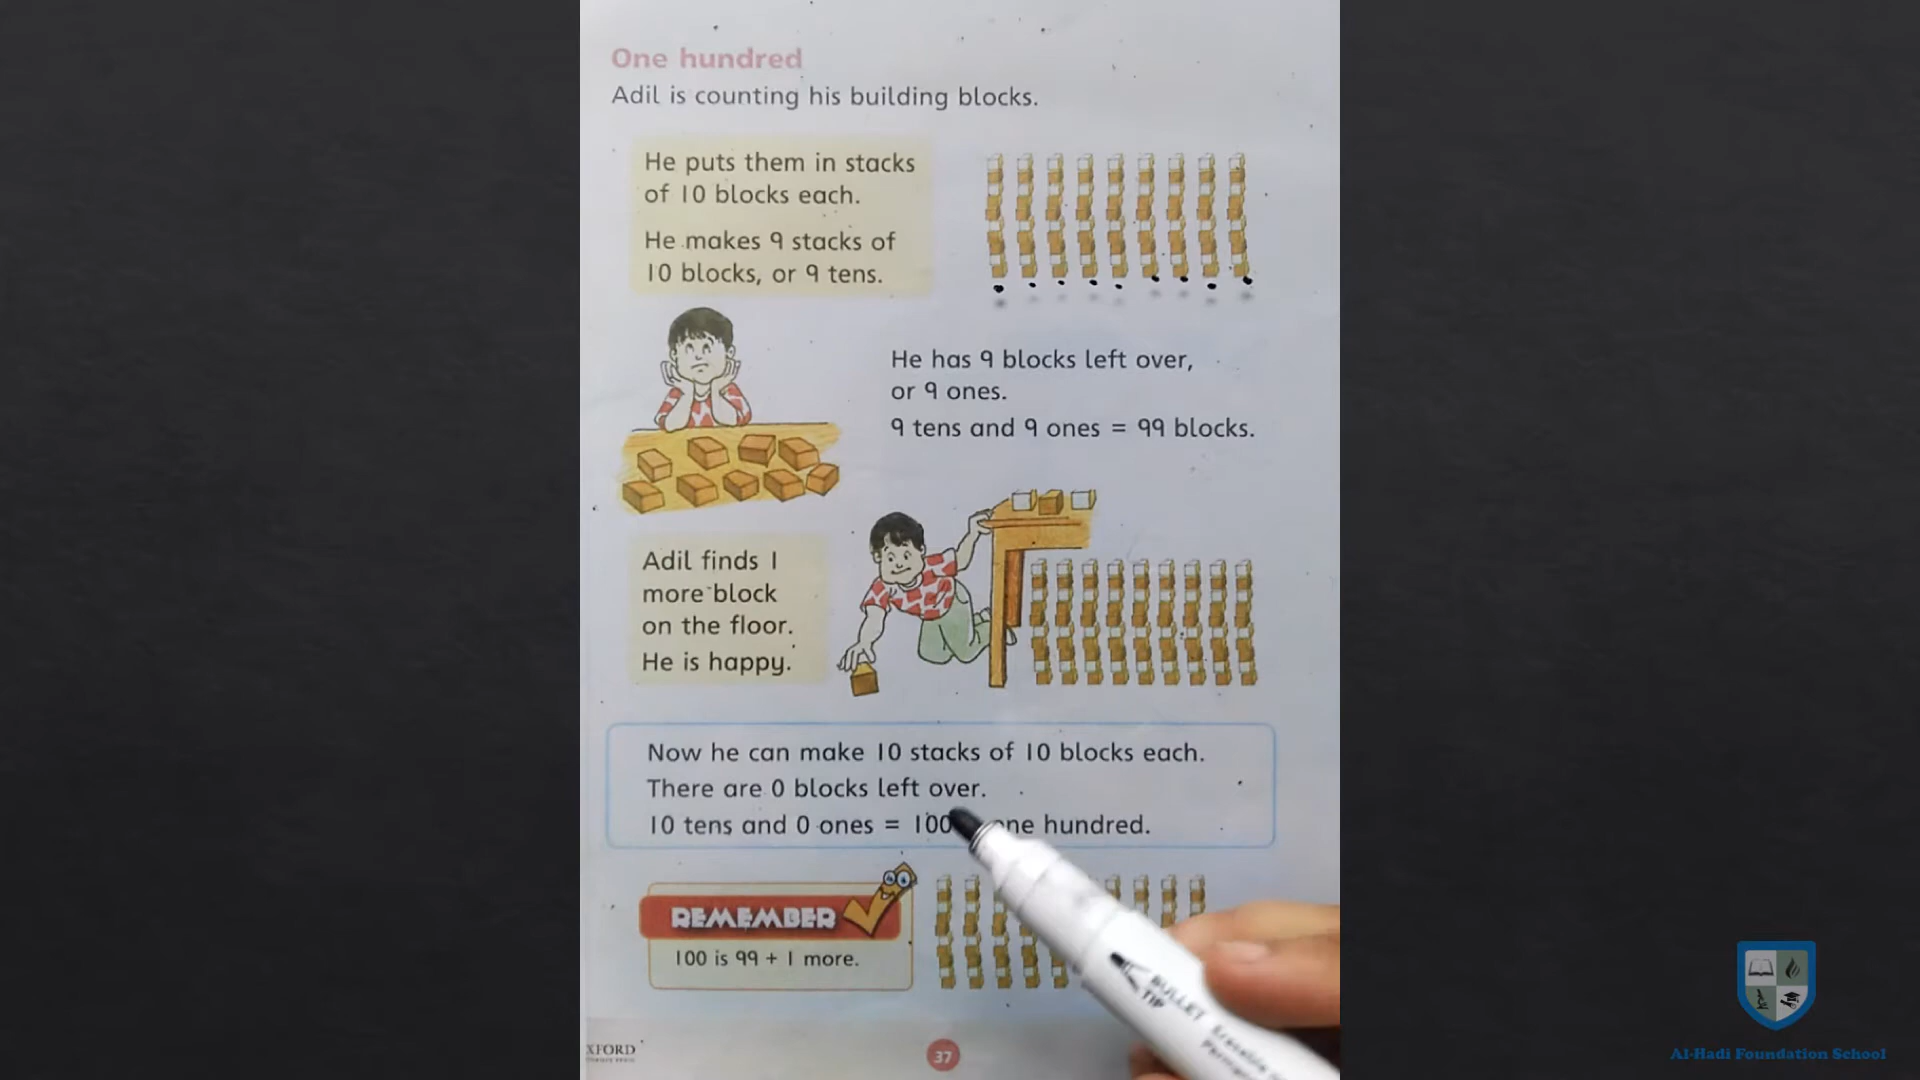 One hundred
Adil is counting his building blocks.
He puts them in stacks
of 10 blocks each.
He makes 9 stacks of
10 blocks, or 9 tens.
He has 9 blocks left over,
or 9 ones.
9 tens and 9 ones = 99 blocks.
Adil finds 1
more block
on the floor.
He is happy.
Now he can make 10 stacks of 10 blocks each.
There are 0 blocks left over.
10 tens and 0 ones = 100 one hundred.
REMEMBER
100 is 99 + 1 more.
BULLET
TIP
XFORD
37
Al-Hadi Foundation School